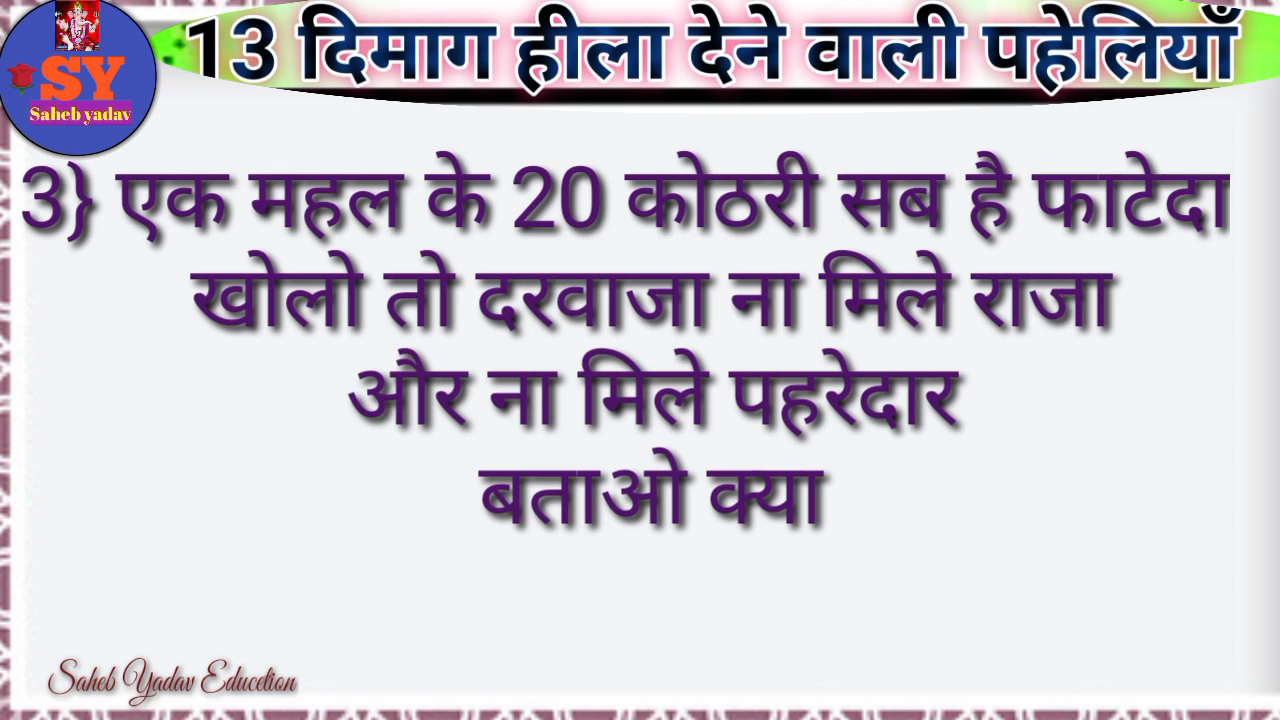 13 दिमाग हीला देने वाली पहेलियाँ
SY
Saheb yadav
3} एक महल के 20 कोठरी सब है फाटेदा
खोलो तो दरवाजा ना मिले राजा
और ना मिले पहरेदार
बताओ क्या
Saheb Yadav Educetion